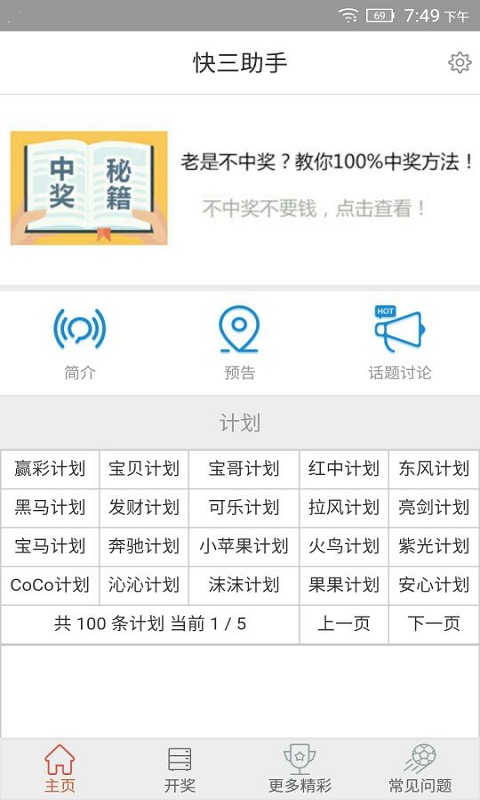 69 7:49 下午
快三助手
中奖 秘籍
老是不中奖？教你100%中奖方法！
不中奖不要钱，点击查看！
HOT
简介 预告 话题讨论
计划
赢彩计划 宝贝计划 宝哥计划 红中计划 东风计划
黑马计划 发财计划 可乐计划 拉风计划 亮剑计划
宝马计划 奔驰计划 小苹果计划 火鸟计划 紫光计划
CoCo计划 沁沁计划 沫沫计划 果果计划 安心计划
共 100 条计划 当前 1 / 5 上一页 下一页
主页 开奖 更多精彩 常见问题